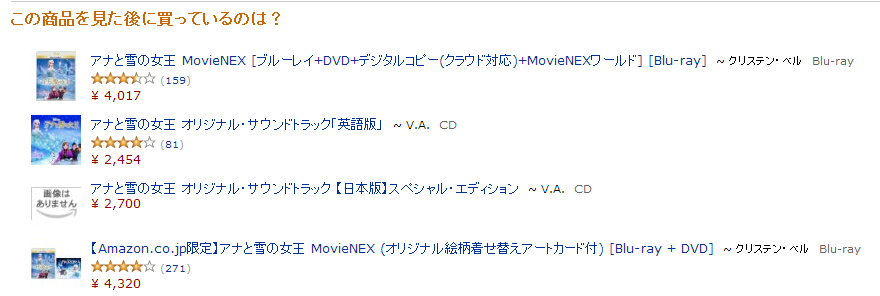 この商品を見た後に買っているのは？
アナと雪の女王 MovieNEX [ブルーレイ+DVD+デジタルコピー(クラウド対応)+MovieNEXワールド] [Blu-ray] ~ クリステン・ベル Blu-ray
(159)
¥ 4,017
アナと雪の女王 オリジナル・サウンドトラック「英語版」 ~ V.A. CD
(81)
¥ 2,454
画像は
ありません
アナと雪の女王 オリジナル・サウンドトラック 【日本版】スペシャル・エディション ~ V.A. CD
¥ 2,700
【Amazon.co.jp限定】アナと雪の女王 MovieNEX (オリジナル絵柄着せ替えアートカード付) [Blu-ray + DVD] ~ クリステン・ベル Blu-ray
(271)
¥ 4,320